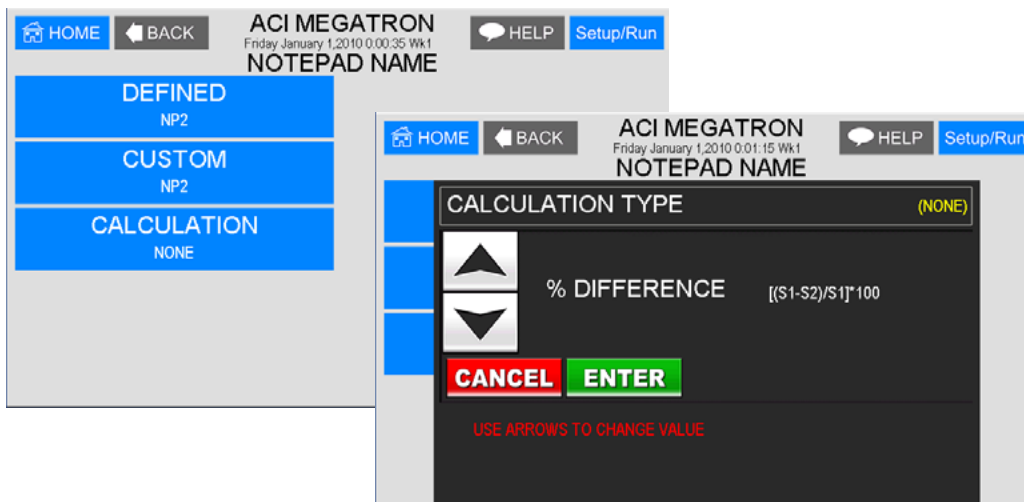 HOME
BACK
ACI MEGATRON
Friday January 1,2010 0:00:35 Wk1
NOTEPAD NAME
HELP
Setup/Run
DEFINED
NP2
CUSTOM
NP2
CALCULATION
NONE
HOME
BACK
ACI MEGATRON
Friday January 1,2010 0:01:15 Wk1
NOTEPAD NAME
HELP
Setup/Run
CALCULATION TYPE (NONE)
% DIFFERENCE [(S1-S2)/S1]*100
CANCEL ENTER
USE ARROWS TO CHANGE VALUE